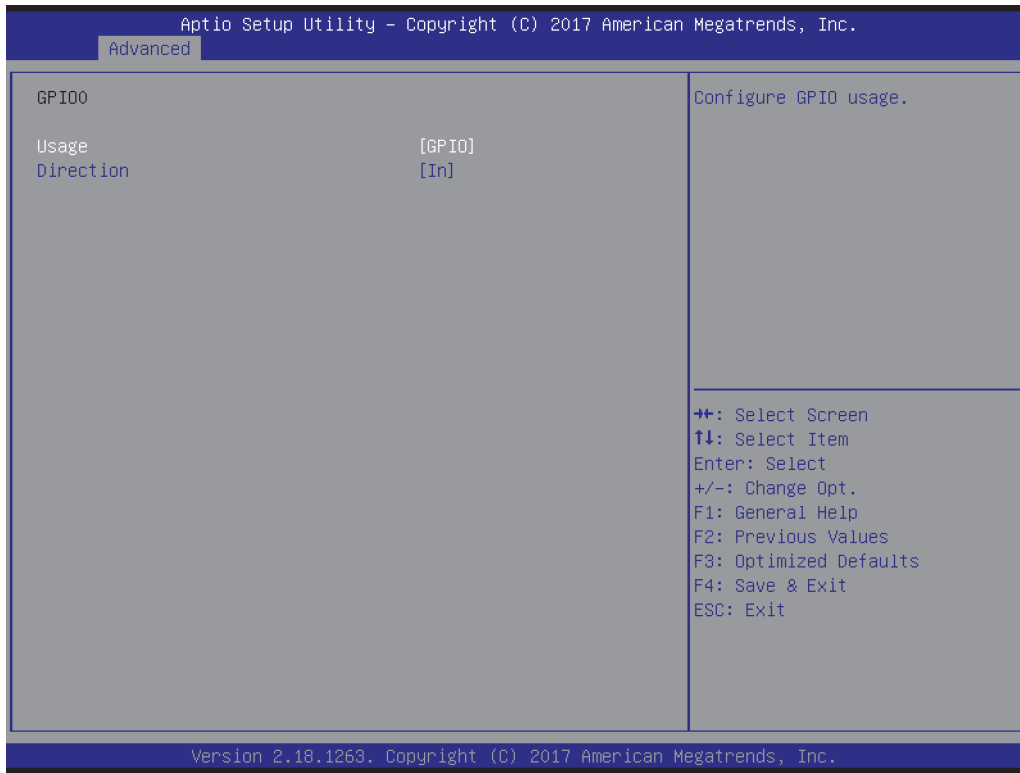 Aptio Setup Utility – Copyright (C) 2017 American Megatrends, Inc.
Advanced
GPIO0
Usage [GPIO]
Direction [In]
Configure GPIO usage.
→←: Select Screen
↑↓: Select Item
Enter: Select
+/-: Change Opt.
F1: General Help
F2: Previous Values
F3: Optimized Defaults
F4: Save & Exit
ESC: Exit
Version 2.18.1263. Copyright (C) 2017 American Megatrends, Inc.